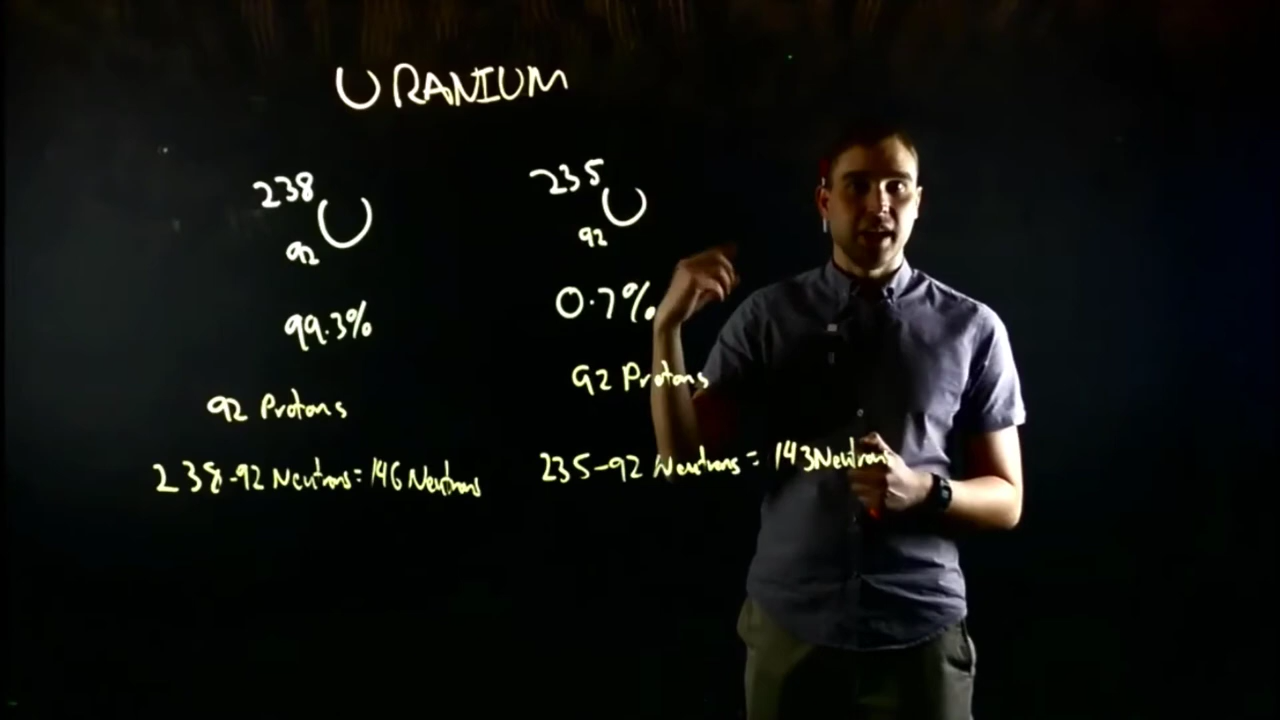 URANIUM
238
92 U
99.3%
92 Protons
238-92 Neutrons = 146 Neutrons
235
92 U
0.7%
92 Protons
235-92 Neutrons = 143 Neutrons